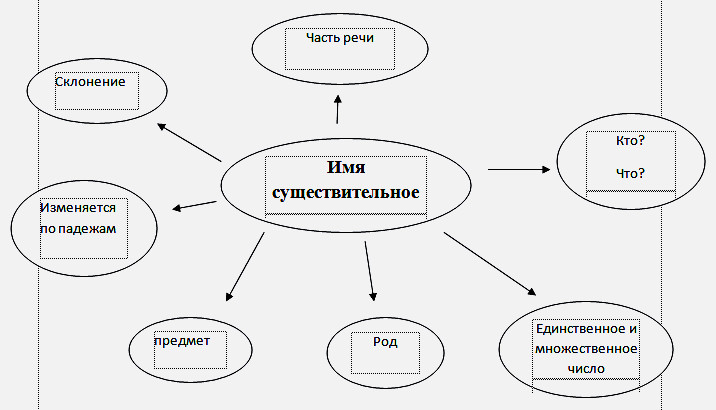 Часть речи
Склонение
Кто?
Что?
Имя
существительное
Изменяется
по падежам
предмет
Род
Единственное и
множественное
число